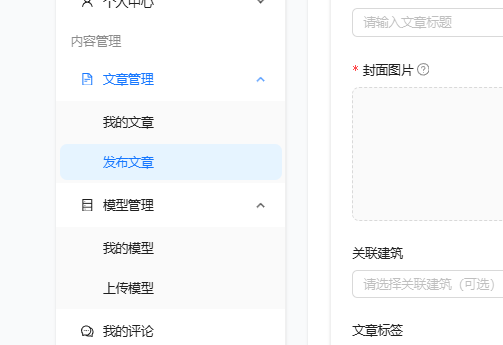 个人中心
内容管理
文章管理
我的文章
发布文章
模型管理
我的模型
上传模型
我的评论
请输入文章标题
* 封面图片
关联建筑
请选择关联建筑（可选）
文章标签